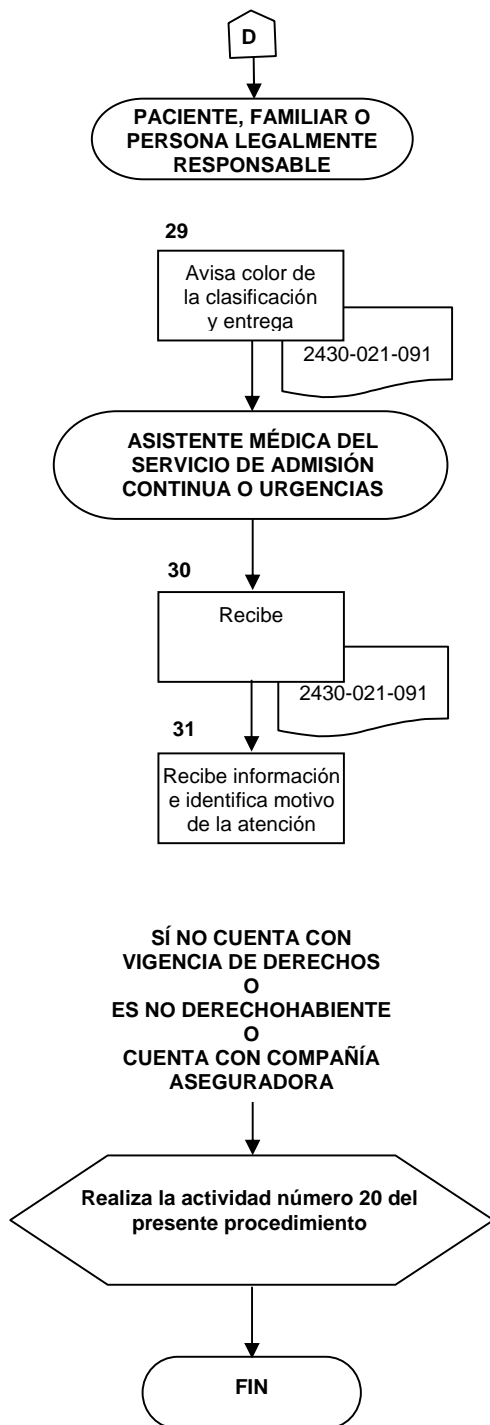 D
PACIENTE, FAMILIAR O
PERSONA LEGALMENTE
RESPONSABLE
29
Avisa color de
la clasificación
y entrega
2430-021-091
ASISTENTE MÉDICA DEL
SERVICIO DE ADMISIÓN
CONTINUA O URGENCIAS
30
Recibe
2430-021-091
31
Recibe información
e identifica motivo
de la atención
SÍ NO CUENTA CON
VIGENCIA DE DERECHOS
O
ES NO DERECHOHABIENTE
O
CUENTA CON COMPAÑÍA
ASEGURADORA
Realiza la actividad número 20 del
presente procedimiento
FIN